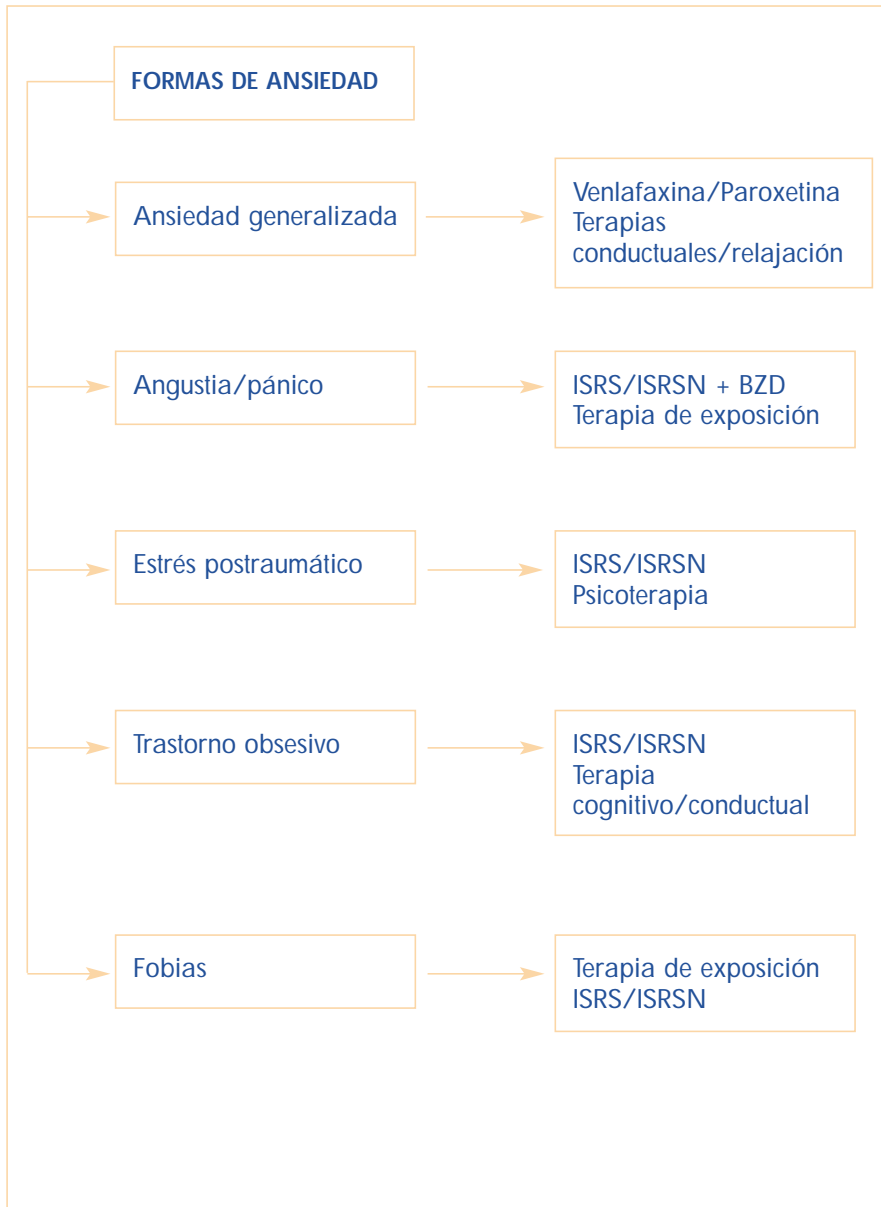 FORMAS DE ANSIEDAD
Ansiedad generalizada
Venlafaxina/Paroxetina
Terapias
conductuales/relajación
Angustia/pánico
ISRS/ISRSN + BZD
Terapia de exposición
Estrés postraumático
ISRS/ISRSN
Psicoterapia
Trastorno obsesivo
ISRS/ISRSN
Terapia
cognitivo/conductual
Fobias
Terapia de exposición
ISRS/ISRSN